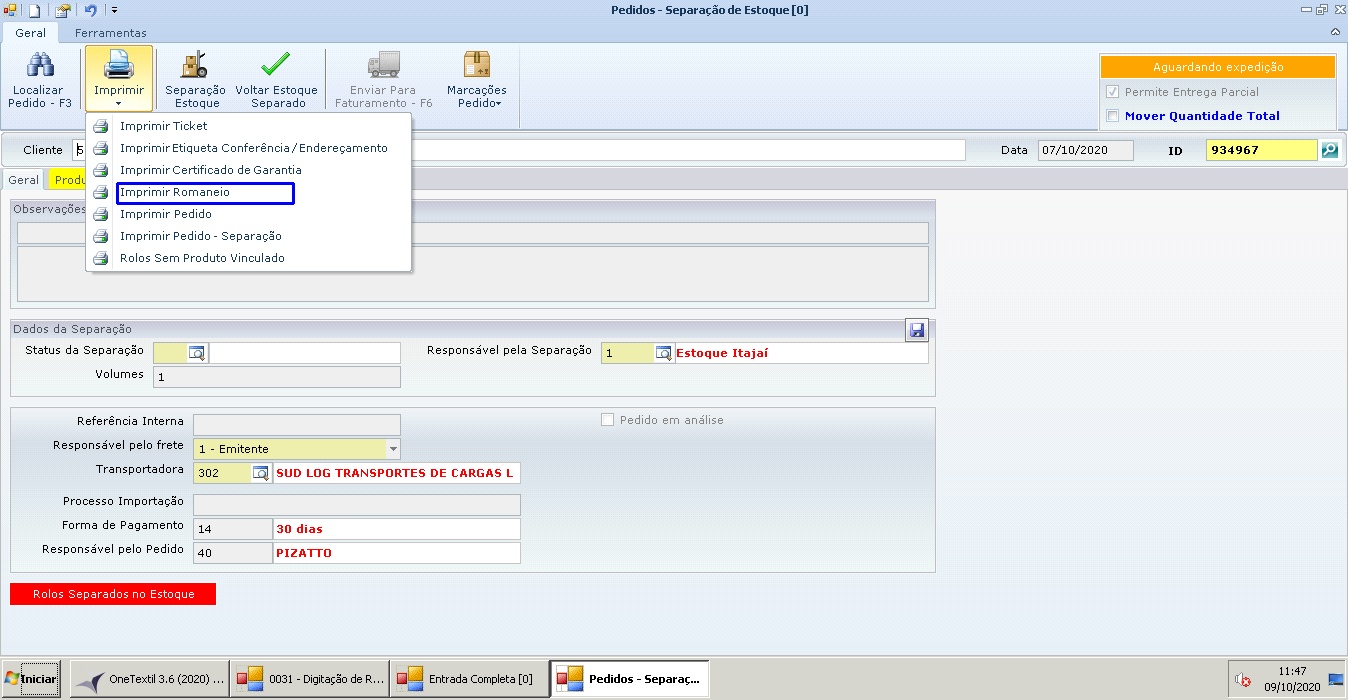 Pedidos - Separação de Estoque [0]
Geral
Ferramentas
Localizar
Pedido - F3
Imprimir
Separação
Estoque
Voltar Estoque
Separado
Enviar Para
Faturamento - F6
Marcações
Pedido
Aguardando expedição
Permite Entrega Parcial
Mover Quantidade Total
Imprimir Ticket
Imprimir Etiqueta Conferência / Endereçamento
Imprimir Certificado de Garantia
Imprimir Romaneio
Imprimir Pedido
Imprimir Pedido - Separação
Rolos Sem Produto Vinculado
Cliente
Data 07/10/2020 ID 934967
Geral
Produ
Observações
Dados da Separação
Status da Separação
Responsável pela Separação 1 Estoque Itajaí
Volumes 1
Referência Interna
Pedido em análise
Responsável pelo frete 1 - Emitente
Transportadora 302 SUD LOG TRANSPORTES DE CARGAS L
Processo Importação
Forma de Pagamento 14 30 dias
Responsável pelo Pedido 40 PIZATTO
Rolos Separados no Estoque
Iniciar
OneTextil 3.6 (2020) ...
0031 - Digitação de R...
Entrada Completa [0]
Pedidos - Separaç...
11:47
09/10/2020